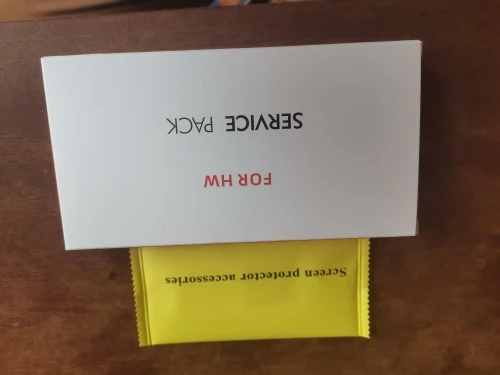 SERVICE PACK
FOR HW
Screen protector accessories